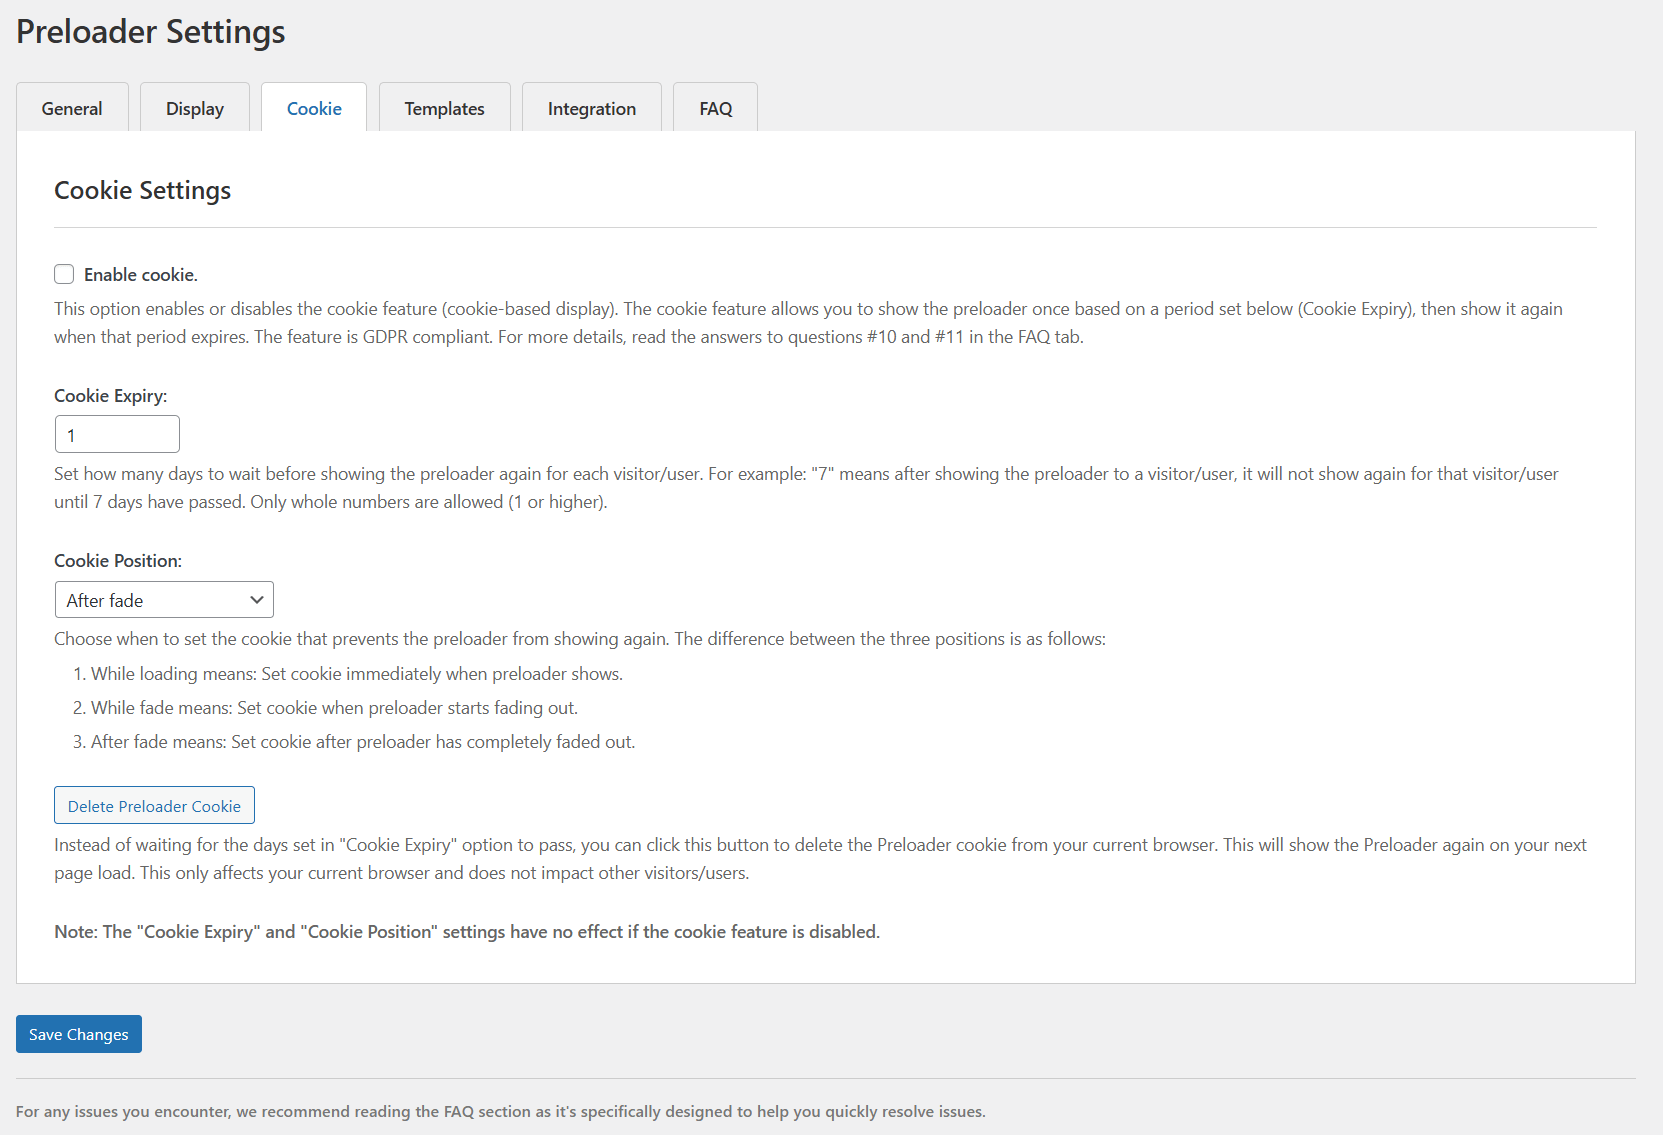 Preloader Settings
General
Display
Cookie
Templates
Integration
FAQ
Cookie Settings
Enable cookie.
This option enables or disables the cookie feature (cookie-based display). The cookie feature allows you to show the preloader once based on a period set below (Cookie Expiry), then show it again
when that period expires. The feature is GDPR compliant. For more details, read the answers to questions #10 and #11 in the FAQ tab.
Cookie Expiry:
1
Set how many days to wait before showing the preloader again for each visitor/user. For example: "7" means after showing the preloader to a visitor/user, it will not show again for that visitor/user
until 7 days have passed. Only whole numbers are allowed (1 or higher).
Cookie Position:
After fade
Choose when to set the cookie that prevents the preloader from showing again. The difference between the three positions is as follows:
1. While loading means: Set cookie immediately when preloader shows.
2. While fade means: Set cookie when preloader starts fading out.
3. After fade means: Set cookie after preloader has completely faded out.
Delete Preloader Cookie
Instead of waiting for the days set in "Cookie Expiry" option to pass, you can click this button to delete the Preloader cookie from your current browser. This will show the Preloader again on your next
page load. This only affects your current browser and does not impact other visitors/users.
Note: The "Cookie Expiry" and "Cookie Position" settings have no effect if the cookie feature is disabled.
Save Changes
For any issues you encounter, we recommend reading the FAQ section as it's specifically designed to help you quickly resolve issues.